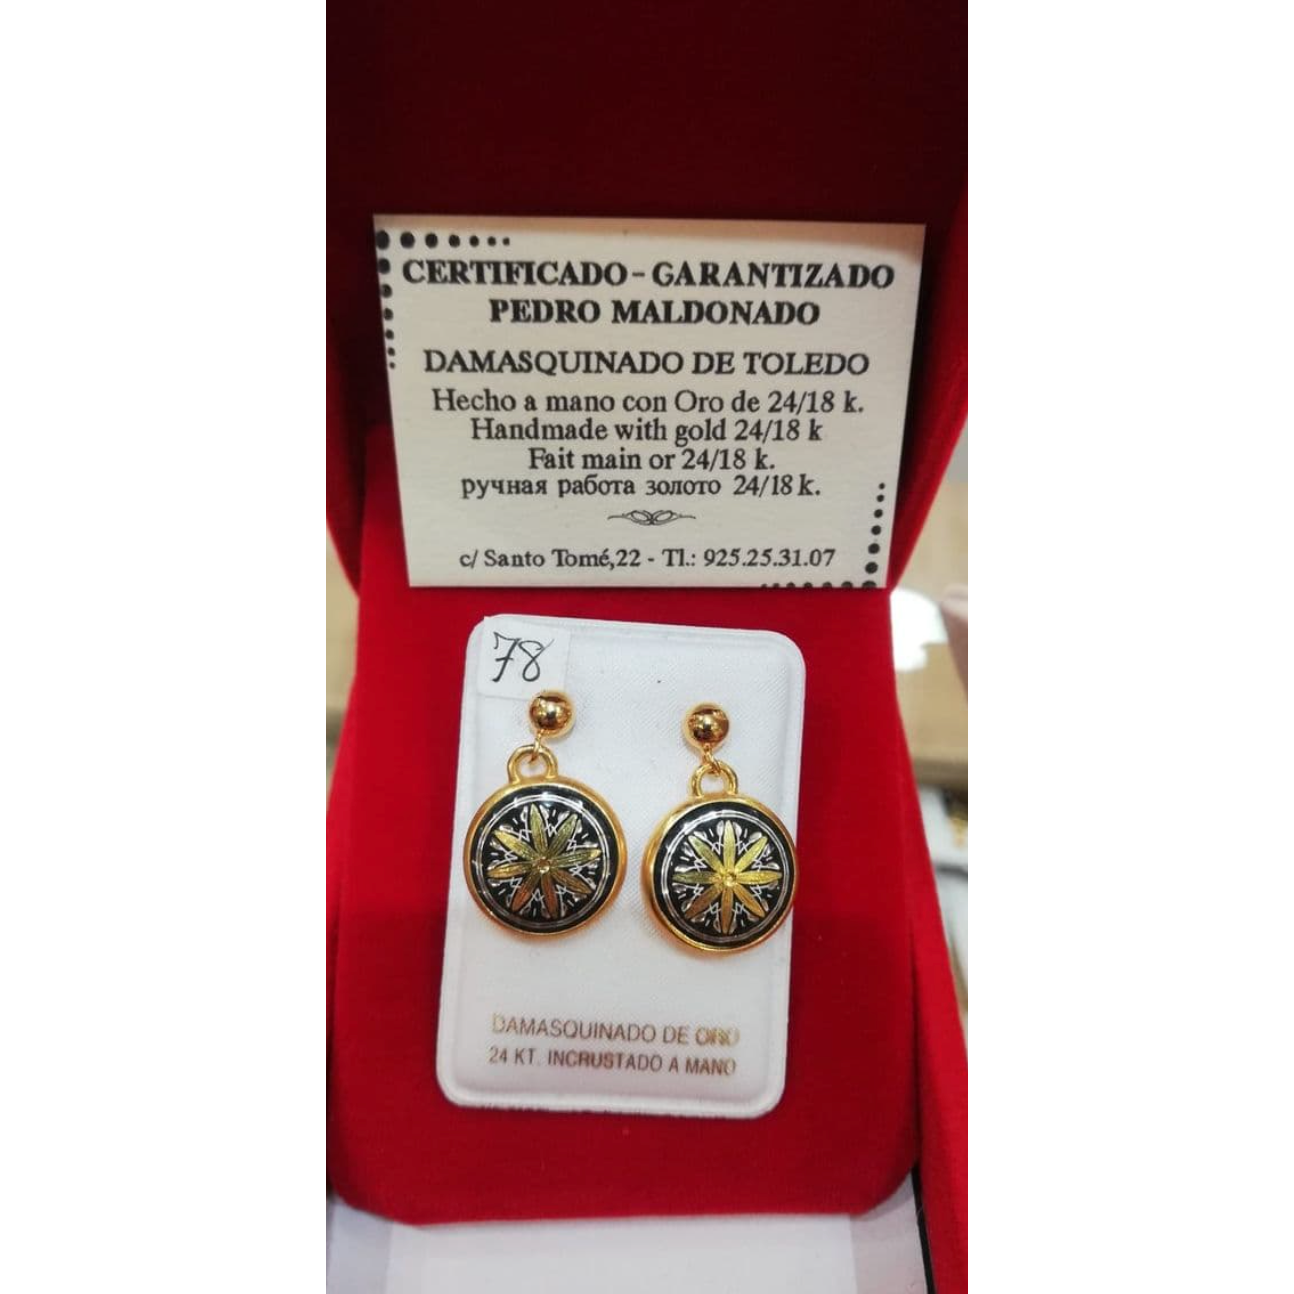 CERTIFICADO - GARANTIZADO
PEDRO MALDONADO
DAMASQUINADO DE TOLEDO
Hecho a mano con Oro de 24/18 k.
Handmade with gold 24/18 k
Fait main or 24/18 k.
ручная работа золото 24/18 k.
c/ Santo Tomé,22 - Tl.: 925.25.31.07
78
DAMASQUINADO DE ORO
24 KT. INCRUSTADO A MANO